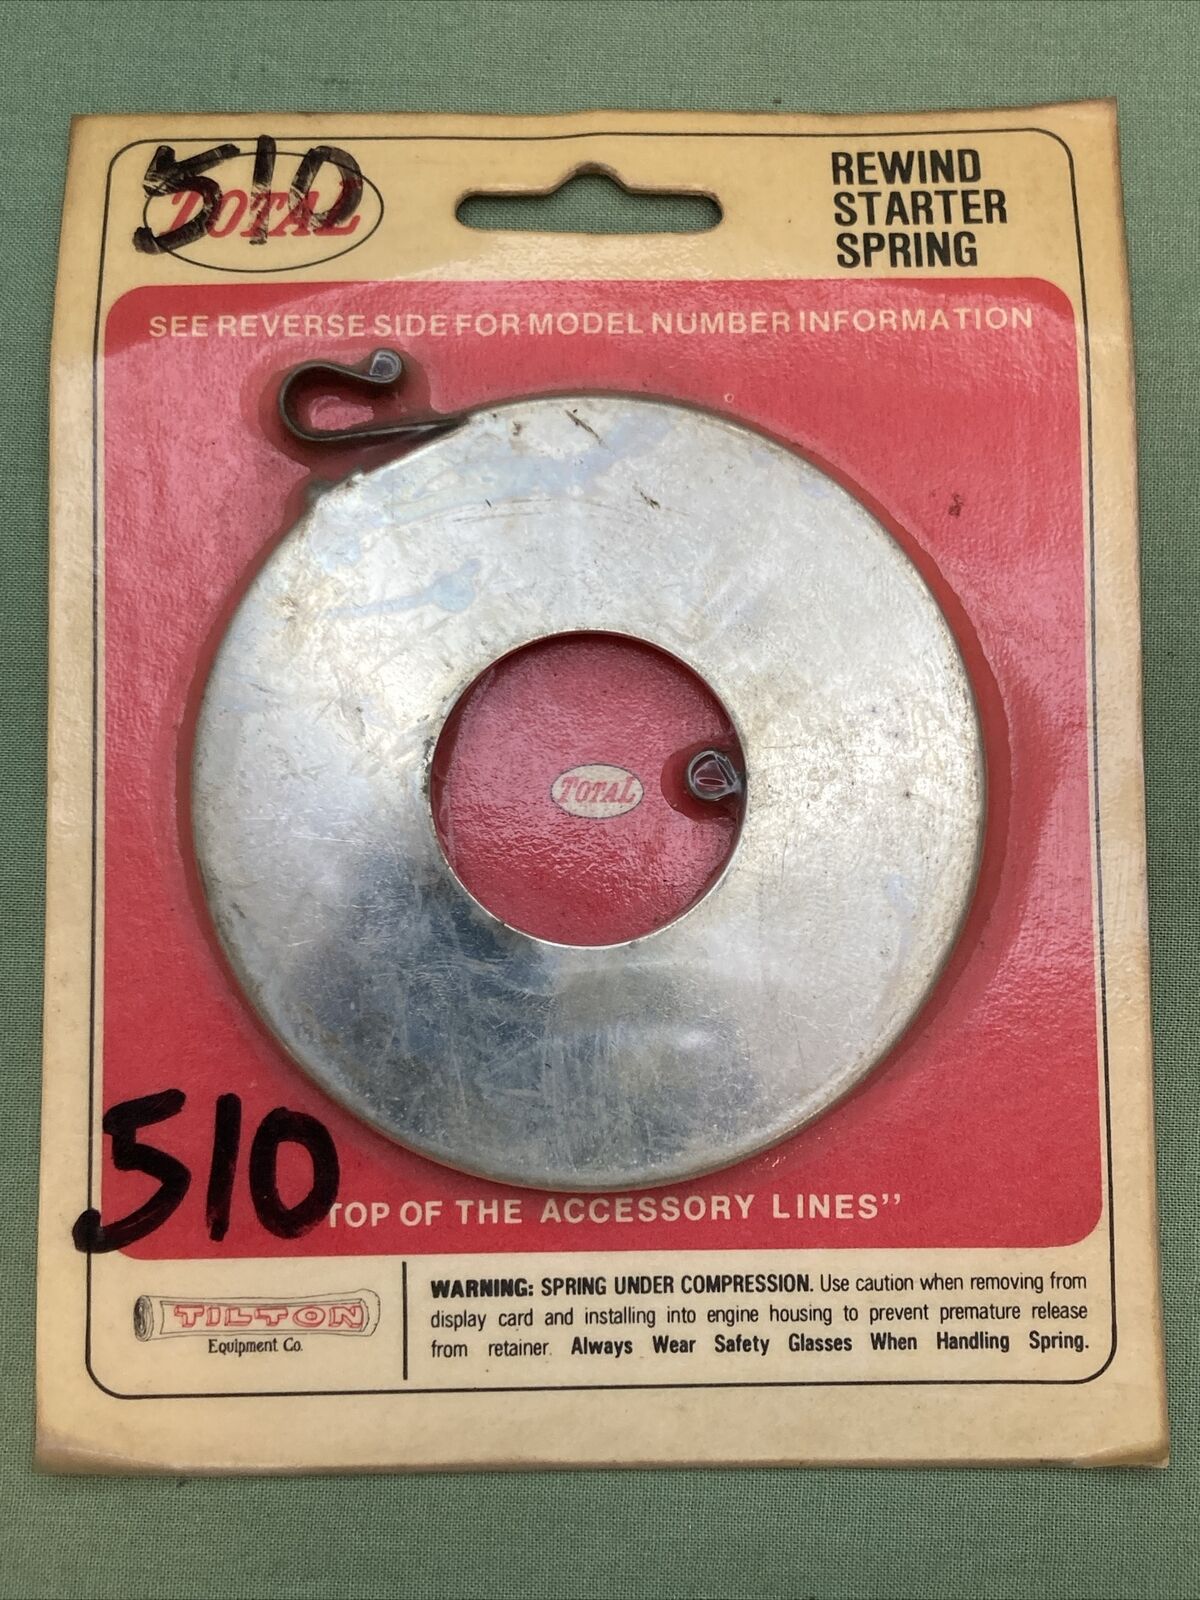 510
TOTAL
REWIND
STARTER
SPRING
SEE REVERSE SIDE FOR MODEL NUMBER INFORMATION
TOTAL
510
TOP OF THE ACCESSORY LINES”
TILTON
Equipment Co.
WARNING: SPRING UNDER COMPRESSION. Use caution when removing from
display card and installing into engine housing to prevent premature release
from retainer. Always Wear Safety Glasses When Handling Spring.